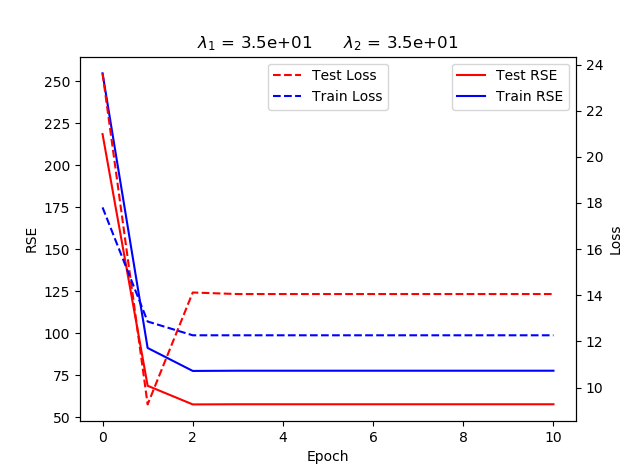 λ1 = 3.5e+01 λ2 = 3.5e+01
Test Loss
Train Loss
Test RSE
Train RSE
250
225
200
175
150
125
100
75
50
RSE
24
22
20
18
16
14
12
10
Loss
0 2 4 6 8 10
Epoch